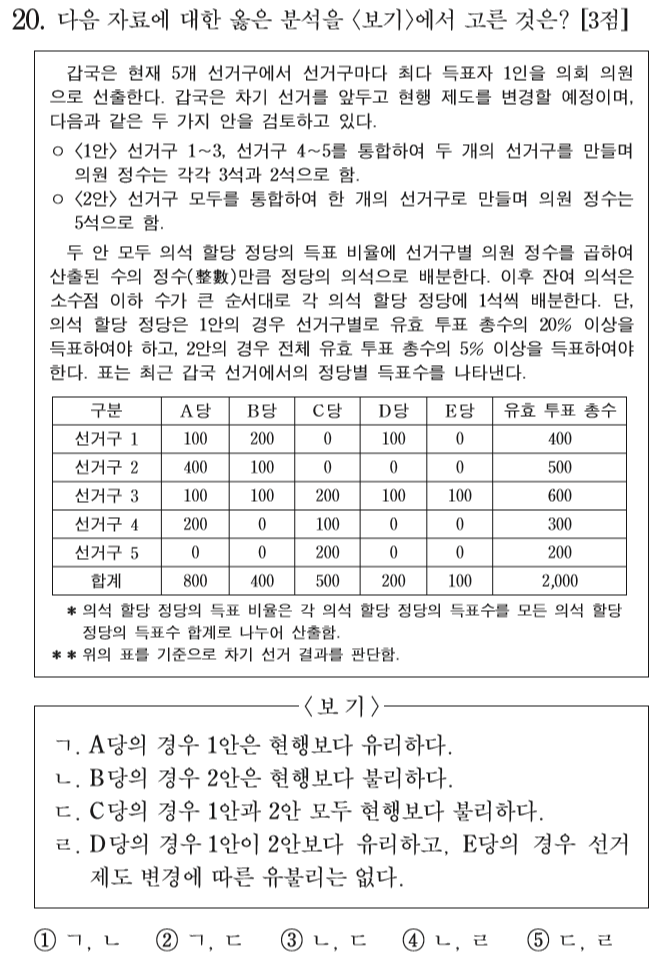 20. 다음 자료에 대한 옳은 분석을 〈보기〉에서 고른 것은? [3점]
갑국은 현재 5개 선거구에서 선거구마다 최다 득표자 1인을 의회 의원
으로 선출한다. 갑국은 차기 선거를 앞두고 현행 제도를 변경할 예정이며,
다음과 같은 두 가지 안을 검토하고 있다.
○ 〈1안〉 선거구 1~3, 선거구 4~5를 통합하여 두 개의 선거구를 만들며
의원 정수는 각각 3석과 2석으로 함.
○ 〈2안〉 선거구 모두를 통합하여 한 개의 선거구로 만들며 의원 정수는
5석으로 함.
두 안 모두 의석 할당 정당의 득표 비율에 선거구별 의원 정수를 곱하여
산출된 수의 정수(整數)만큼 정당의 의석으로 배분한다. 이후 잔여 의석은
소수점 이하 수가 큰 순서대로 각 의석 할당 정당에 1석씩 배분한다. 단,
의석 할당 정당은 1안의 경우 선거구별로 유효 투표 총수의 20% 이상을
득표하여야 하고, 2안의 경우 전체 유효 투표 총수의 5% 이상을 득표하여야
한다. 표는 최근 갑국 선거에서의 정당별 득표수를 나타낸다.
구분 A당 B당 C당 D당 E당 유효 투표 총수
선거구 1 100 200 0 100 0 400
선거구 2 400 100 0 0 0 500
선거구 3 100 100 200 100 100 600
선거구 4 200 0 100 0 0 300
선거구 5 0 0 200 0 0 200
합계 800 400 500 200 100 2,000
* 의석 할당 정당의 득표 비율은 각 의석 할당 정당의 득표수를 모든 의석 할당
정당의 득표수 합계로 나누어 산출함.
** 위의 표를 기준으로 차기 선거 결과를 판단함.
〈보기〉
ㄱ. A당의 경우 1안은 현행보다 유리하다.
ㄴ. B당의 경우 2안은 현행보다 불리하다.
ㄷ. C당의 경우 1안과 2안 모두 현행보다 불리하다.
ㄹ. D당의 경우 1안이 2안보다 유리하고, E당의 경우 선거
제도 변경에 따른 유불리는 없다.
① ㄱ, ㄴ ② ㄱ, ㄷ ③ ㄴ, ㄷ ④ ㄴ, ㄹ ⑤ ㄷ, ㄹ